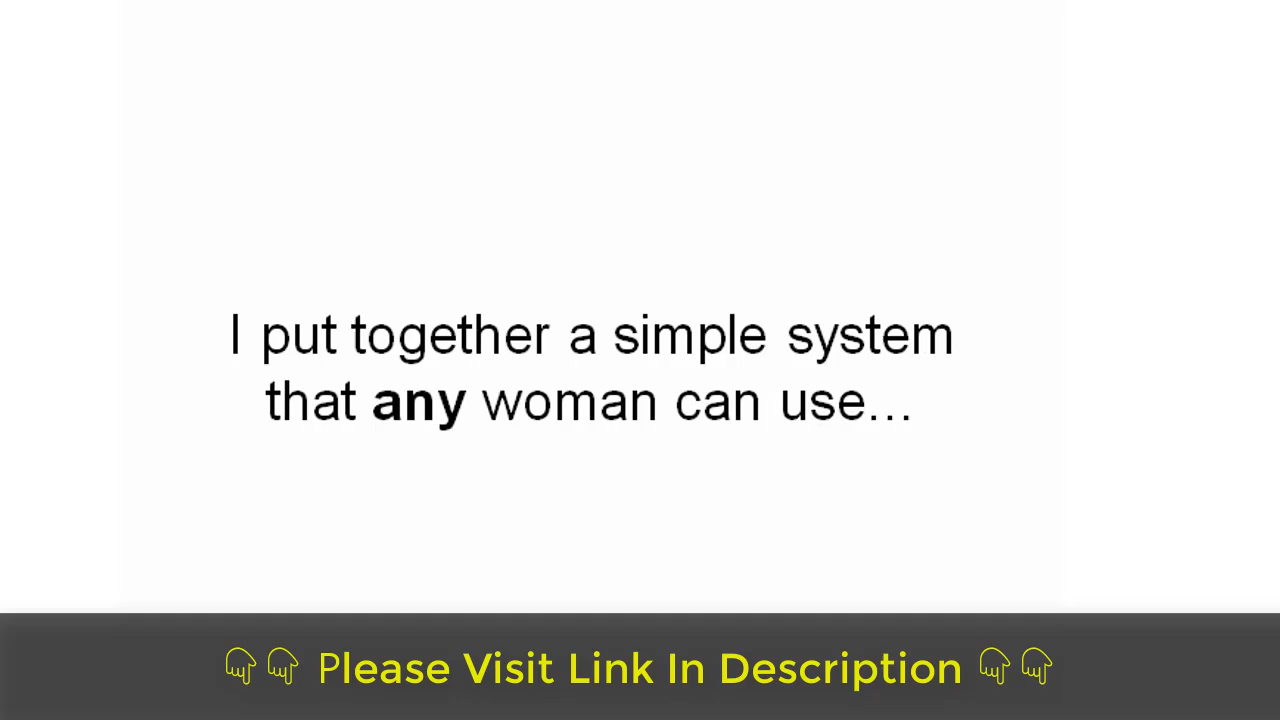 I put together a simple system
that any woman can use...
👇👇 Please Visit Link In Description 👇👇